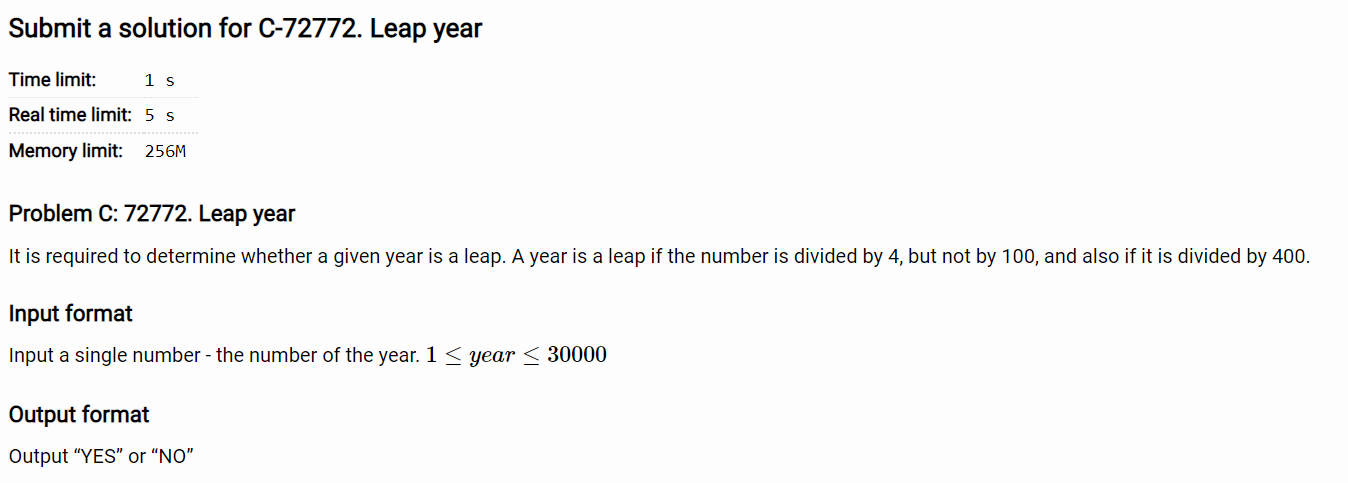 Submit a solution for C-72772. Leap year
Time limit: 1 s
Real time limit: 5 s
Memory limit: 256M
Problem C: 72772. Leap year
It is required to determine whether a given year is a leap. A year is a leap if the number is divided by 4, but not by 100, and also if it is divided by 400.
Input format
Input a single number - the number of the year. 1 ≤ year ≤ 30000
Output format
Output “YES” or “NO”